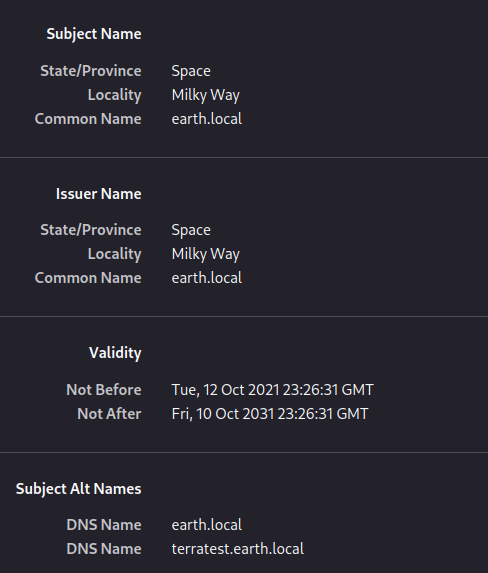 Subject Name
State/Province Space
Locality Milky Way
Common Name earth.local
Issuer Name
State/Province Space
Locality Milky Way
Common Name earth.local
Validity
Not Before Tue, 12 Oct 2021 23:26:31 GMT
Not After Fri, 10 Oct 2031 23:26:31 GMT
Subject Alt Names
DNS Name earth.local
DNS Name terratest.earth.local